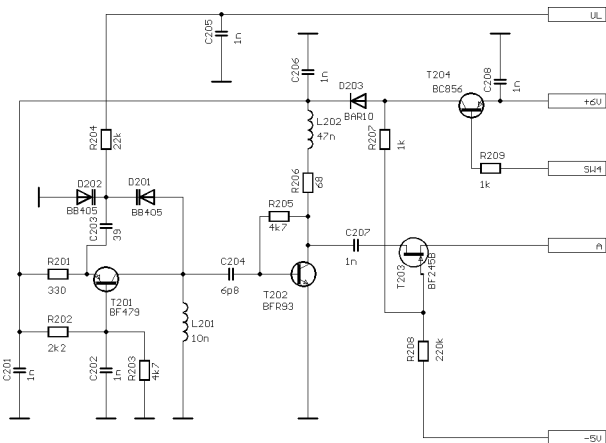 UL
C205
1n
C206
1n
D203
BAR10
T204
BC856
C208
1n
+6V
R204
22k
L202
47n
R207
1k
R209
1k
SW4
R206
68
D202
BB405
D201
BB405
C203
39
R205
4k7
C207
1n
A
T203
BF245B
R201
330
T201
BF479
C204
6p8
T202
BFR93
R202
2k2
L201
10n
C201
1n
C202
1n
R203
4k7
R208
220k
-5V